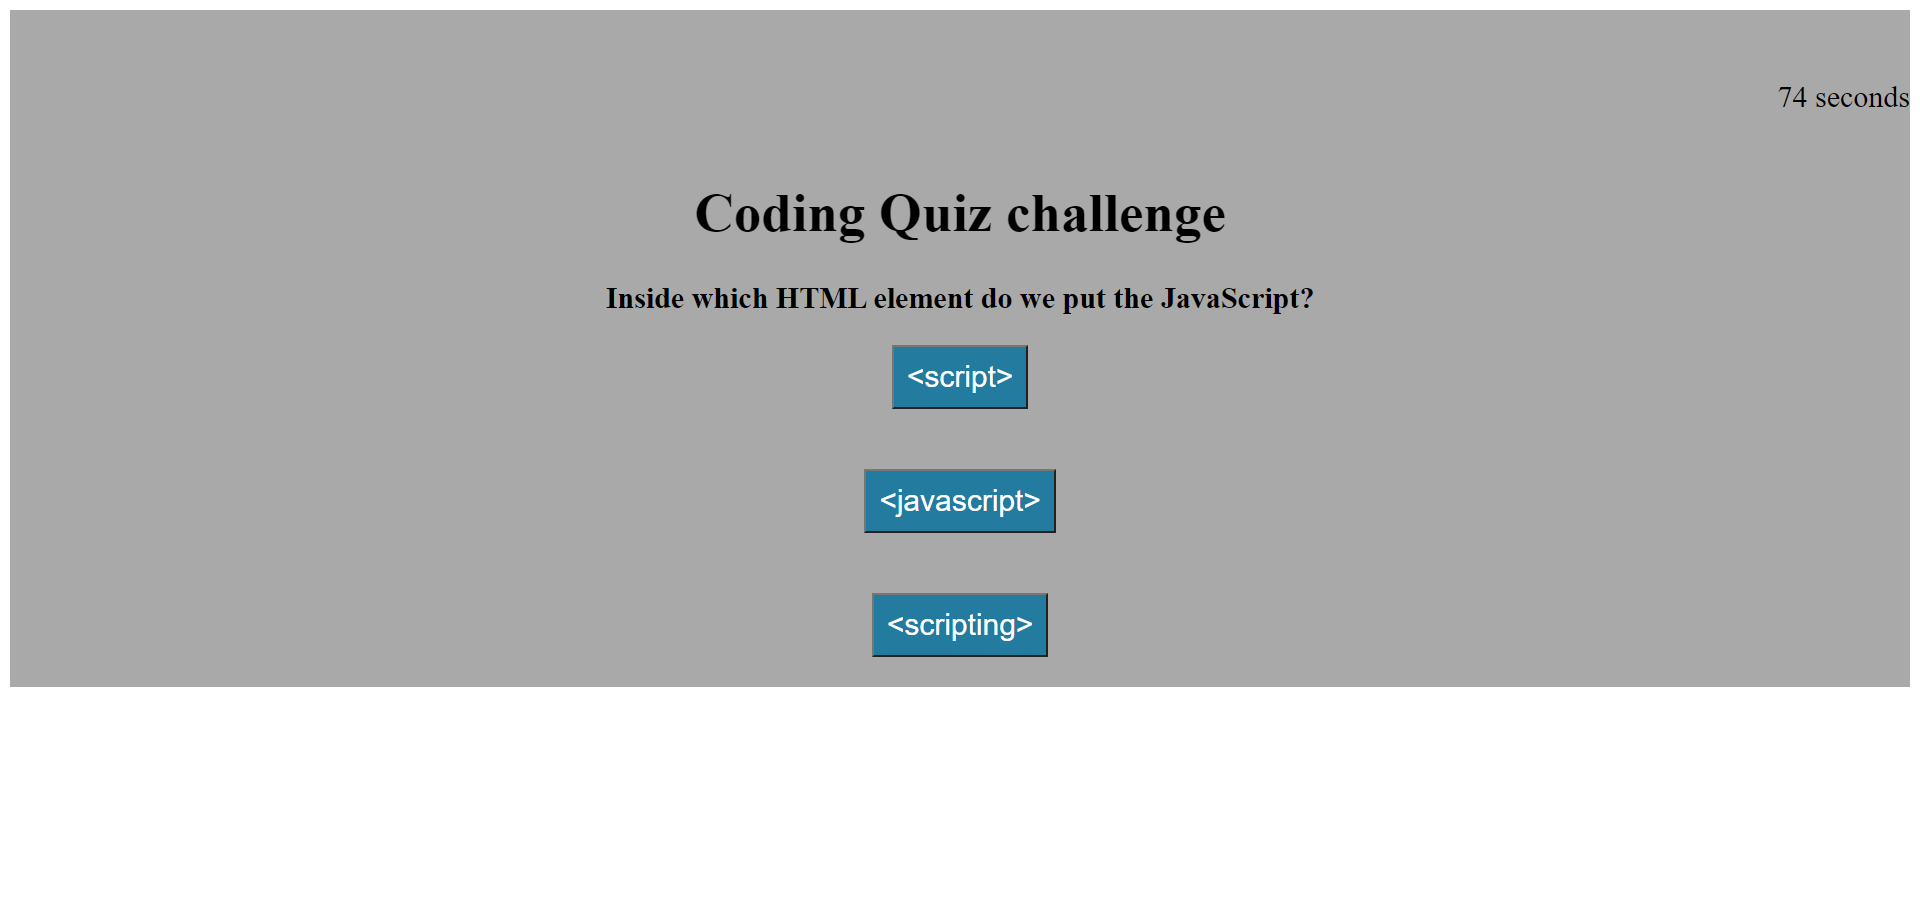 74 seconds
Coding Quiz challenge
Inside which HTML element do we put the JavaScript?
<script>
<javascript>
<scripting>